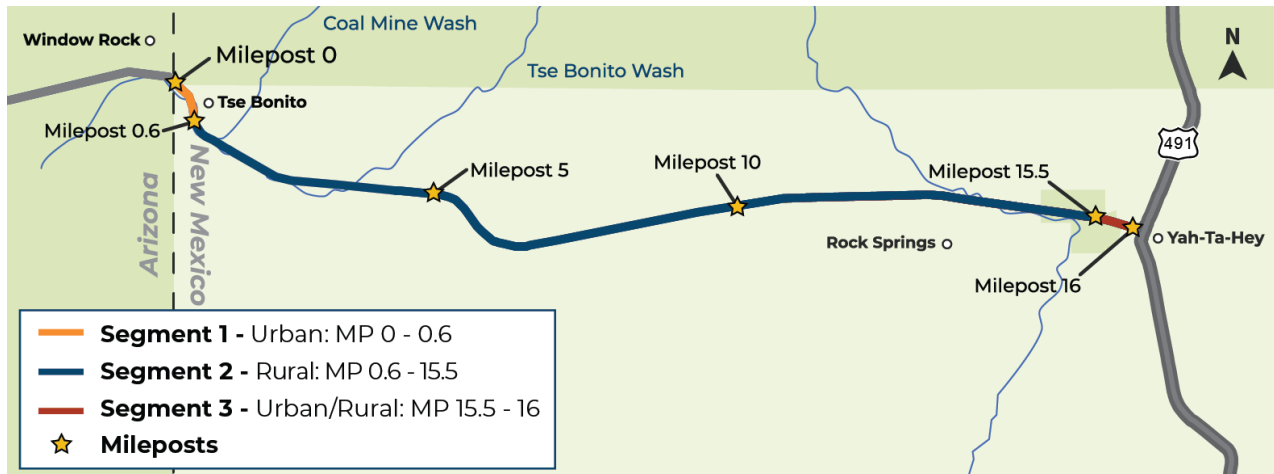 Coal Mine Wash
Window Rock
Milepost 0
N
Tse Bonito Wash
Tse Bonito
Milepost 0.6
491
Milepost 5
Milepost 10
Milepost 15.5
Arizona
New Mexico
Rock Springs
Yah-Ta-Hey
Milepost 16
Segment 1 - Urban: MP 0 - 0.6
Segment 2 - Rural: MP 0.6 - 15.5
Segment 3 - Urban/Rural: MP 15.5 - 16
Mileposts